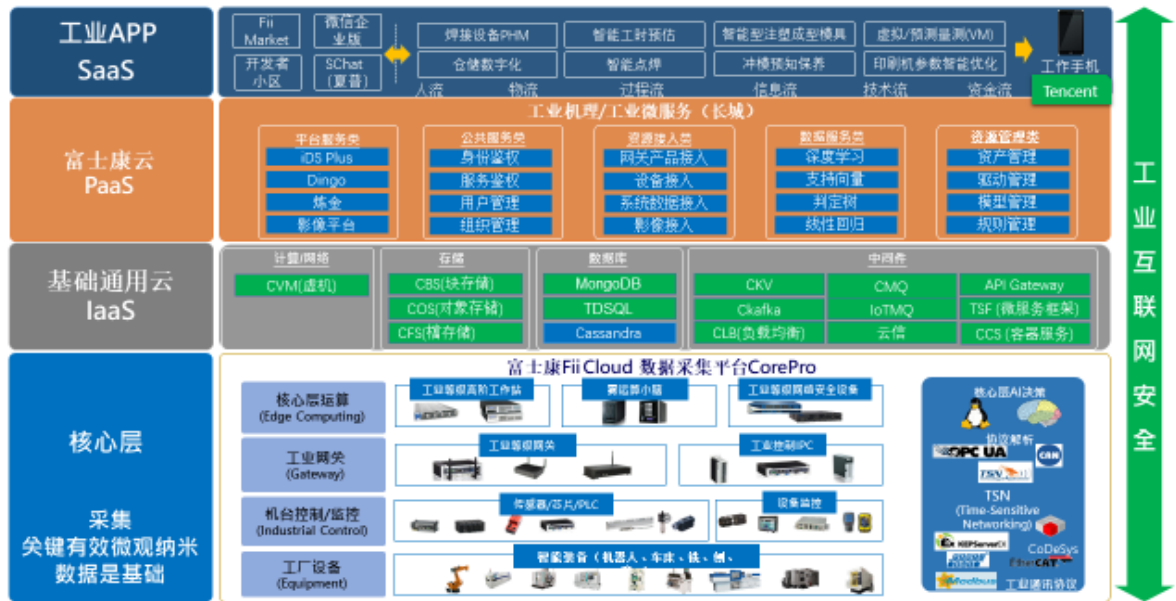 工业APP
SaaS
Fii
Market
微信企
业版
开发者
小区
SChat
(夏普)
焊接设备PHM
智能工时预估
智能型注塑成型模具
虚拟/预测量测(VM)
仓储数字化
智能点焊
冲模预知保养
印刷机参数智能优化
人流
物流
过程流
信息流
技术流
资金流
工作手机
Tencent
富士康云
PaaS
工业机理/工业微服务（长城）
平台服务类
iDS Plus
Dingo
炼金
影像平台
公共服务类
身份鉴权
服务鉴权
用户管理
组织管理
资源接入类
网关产品接入
设备接入
系统数据接入
影像接入
数据服务类
深度学习
支持向量
判定树
线性回归
资源管理类
资产管理
驱动管理
模型管理
规则管理
基础通用云
IaaS
计算/网络
CVM(虚机)
存储
CBS(块存储)
COS(对象存储)
CFS(檔存储)
数据库
MongoDB
TDSQL
Cassandra
中间件
CKV
CMQ
API Gateway
Ckafka
IoTMQ
TSF (微服务框架)
CLB(负载均衡)
云信
CCS (容器服务)
核心层
采集
关键有效微观纳米
数据是基础
富士康Fii Cloud 数据采集平台CorePro
核心层运算
(Edge Computing)
工业等级高阶工作站
雾运算小脑
工业等级网络安全设备
工业网关
(Gateway)
工业等级网关
工业控制IPC
机台控制/监控
(Industrial Control)
传感器/芯片/PLC
设备监控
工厂设备
(Equipment)
智能装备（机器人、车床、铣、刨、
核心层AI决策
协议解析
OPC UA
CAN
TSN
TSN
(Time-Sensitive
Networking)
KEPServerEX
CoDeSys
EtherCAT
Modbus
工业通讯协议
工业互联网安全